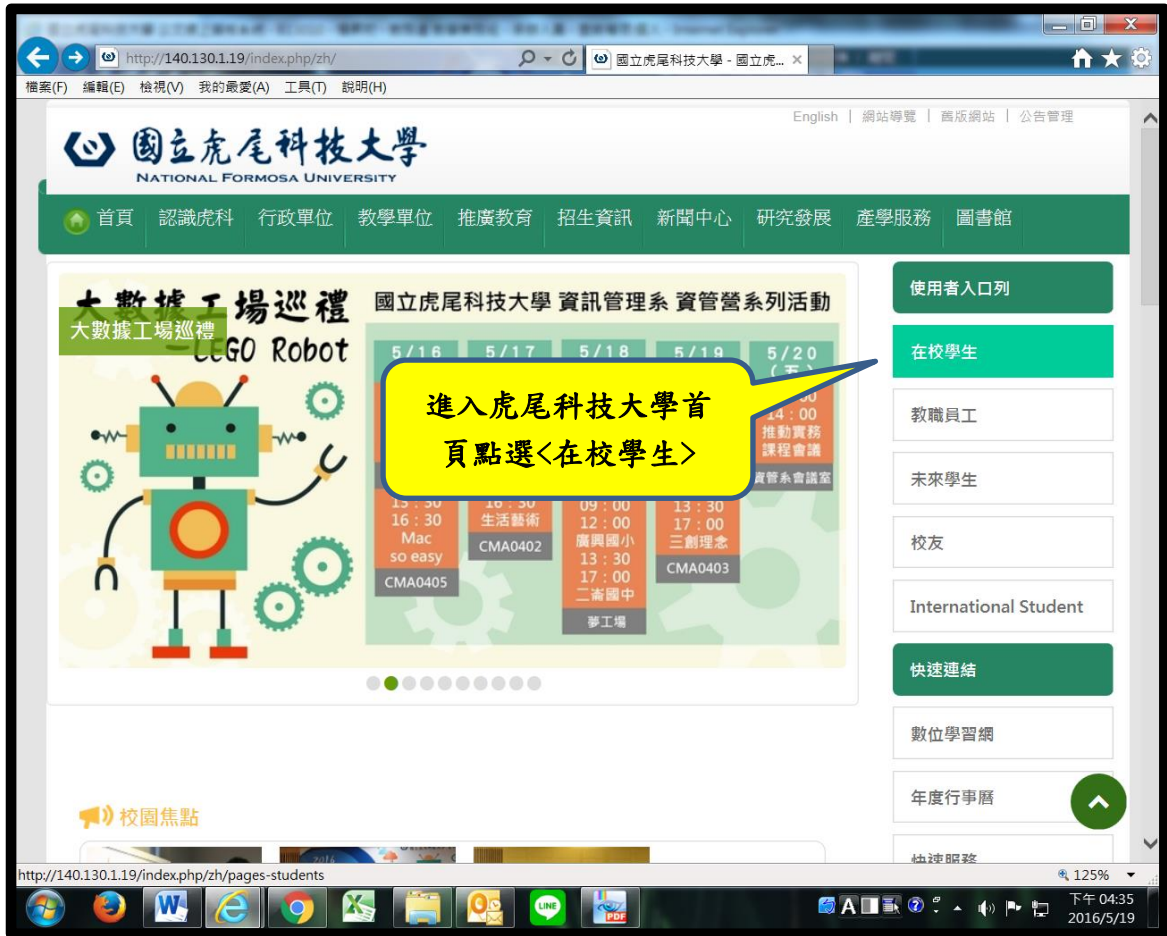 http://140.130.1.19/index.php/zh/
國立虎尾科技大學 - 國立虎...
檔案(F) 編輯(E) 檢視(V) 我的最愛(A) 工具(T) 說明(H)
English | 網站導覽 | 舊版網站 | 公告管理
國立虎尾科技大學
NATIONAL FORMOSA UNIVERSITY
首頁 認識虎科 行政單位 教學單位 推廣教育 招生資訊 新聞中心 研究發展 產學服務 圖書館
大數據工場巡禮
大數據工場巡禮
LEGO Robot
國立虎尾科技大學 資訊管理系 資管營系列活動
5/16 5/17 5/18 5/19 5/20
(五)
14:00
推動實務
課程會議
資管系會議室
進入虎尾科技大學首
頁點選<在校學生>
16:30
Mac
so easy
CMA0405
16:30
生活藝術
CMA0402
09:00
12:00
廣興國小
13:30
17:00
二崙國中
夢工場
13:30
17:00
三創理念
CMA0403
使用者入口列
在校學生
教職員工
未來學生
校友
International Student
快速連結
數位學習網
年度行事曆
快速服務
校園焦點
2016
http://140.130.1.19/index.php/zh/pages-students
125%
下午 04:35
2016/5/19